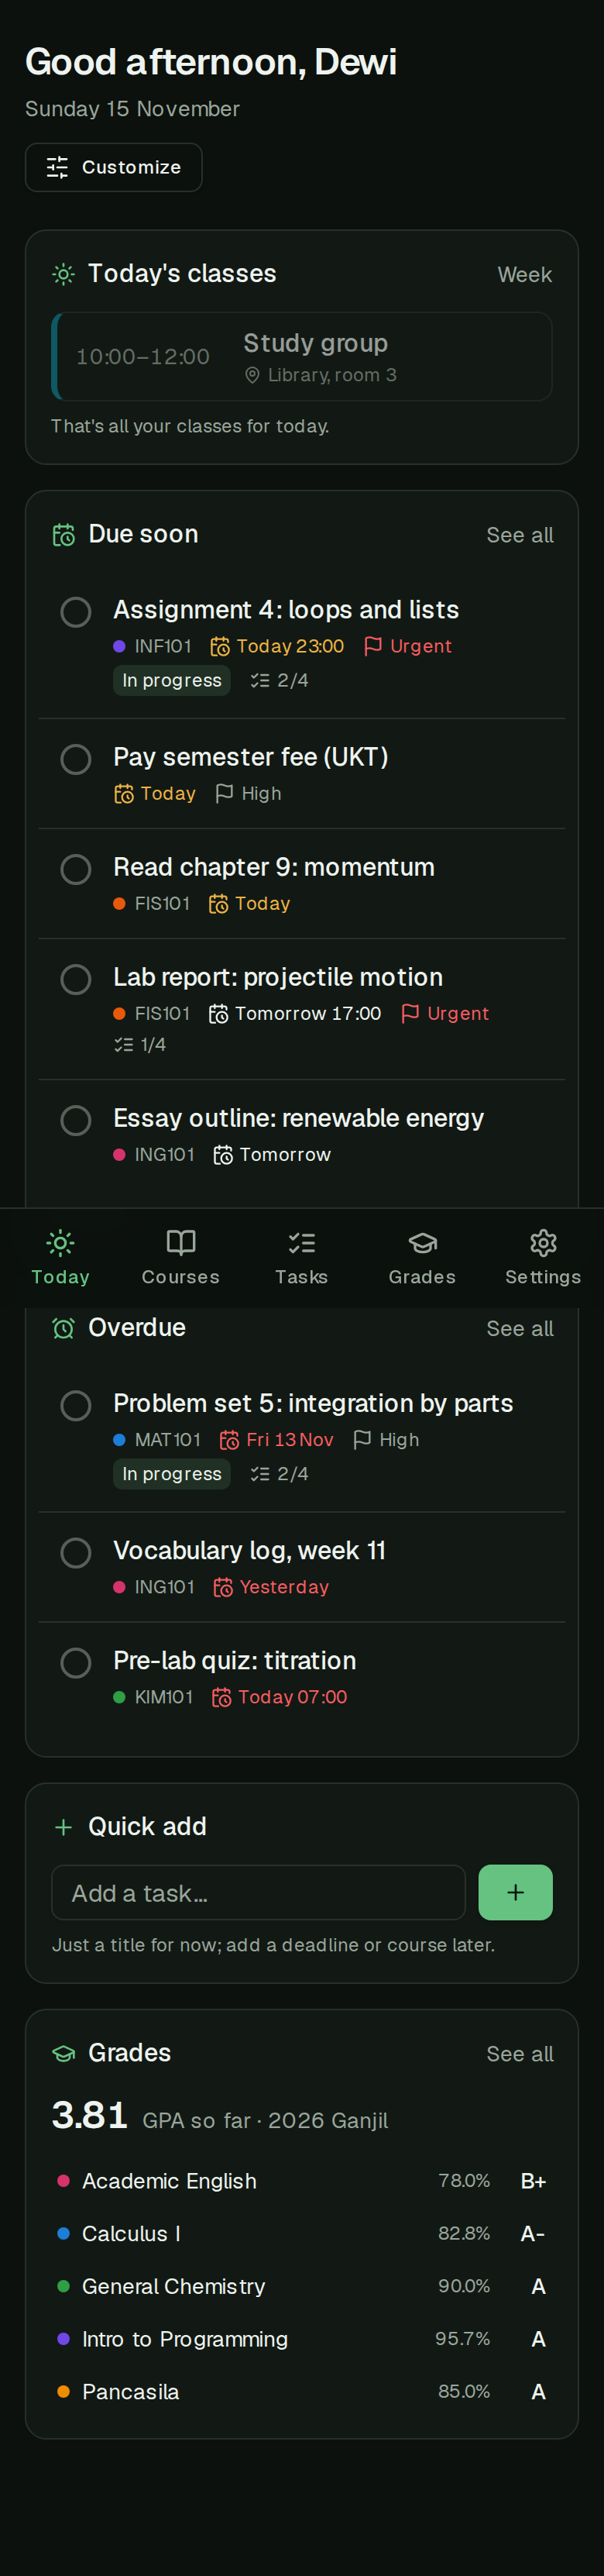 Good afternoon, Dewi
Sunday 15 November
Customize
Today's classes
Week
10:00–12:00
Study group
Library, room 3
That's all your classes for today.
Due soon
See all
Assignment 4: loops and lists
INF101 Today 23:00 Urgent
In progress 2/4
Pay semester fee (UKT)
Today High
Read chapter 9: momentum
FIS101 Today
Lab report: projectile motion
FIS101 Tomorrow 17:00 Urgent
1/4
Essay outline: renewable energy
ING101 Tomorrow
Today Courses Tasks Grades Settings
Overdue
See all
Problem set 5: integration by parts
MAT101 Fri 13 Nov High
In progress 2/4
Vocabulary log, week 11
ING101 Yesterday
Pre-lab quiz: titration
KIM101 Today 07:00
Quick add
Add a task...
Just a title for now; add a deadline or course later.
Grades
See all
3.81 GPA so far · 2026 Ganjil
Academic English 78.0% B+
Calculus I 82.8% A-
General Chemistry 90.0% A
Intro to Programming 95.7% A
Pancasila 85.0% A